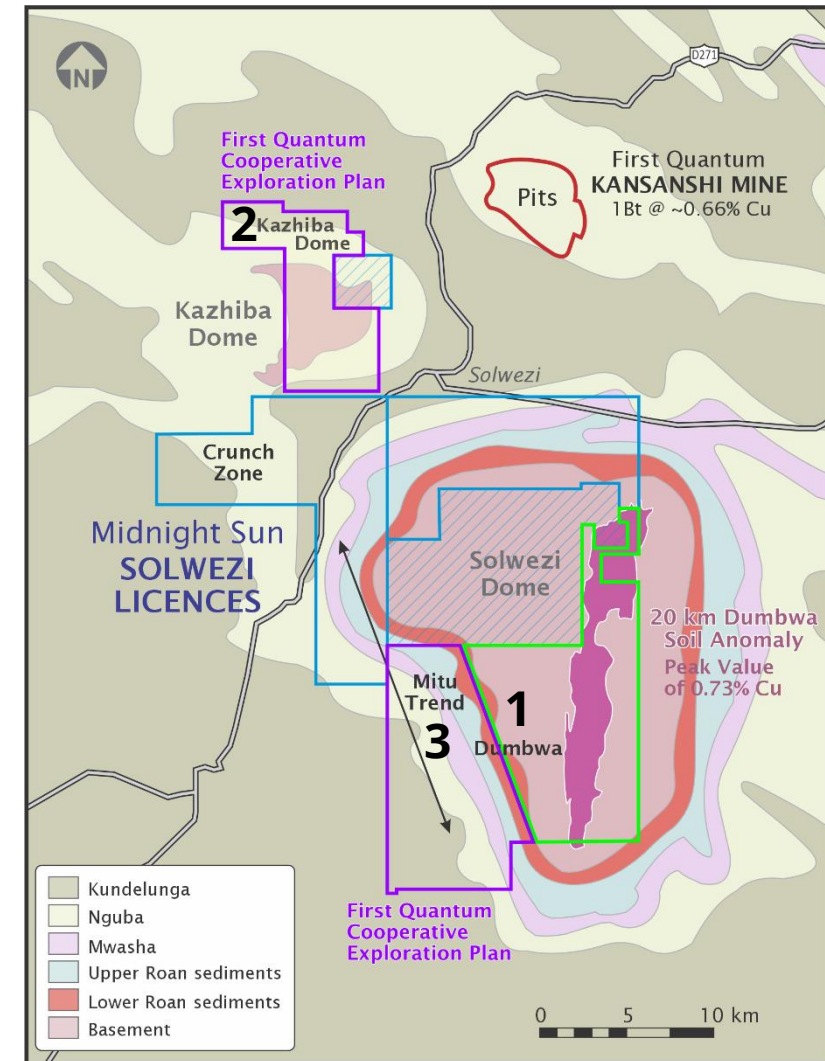 N
D271
First Quantum
Cooperative
Exploration Plan
First Quantum
KANSANSHI MINE
1Bt @ ~0.66% Cu
Pits
2
Kazhiba
Dome
Kazhiba
Dome
Solwezi
Crunch
Zone
Midnight Sun
SOLWEZI
LICENCES
Solwezi
Dome
20 km Dumbwa
Soil Anomaly
Peak Value
of 0.73% Cu
Mitu
Trend
3
1
Dumbwa
First Quantum
Cooperative
Exploration Plan
Kundelunga
Nguba
Mwasha
Upper Roan sediments
Lower Roan sediments
Basement
0 5 10 km